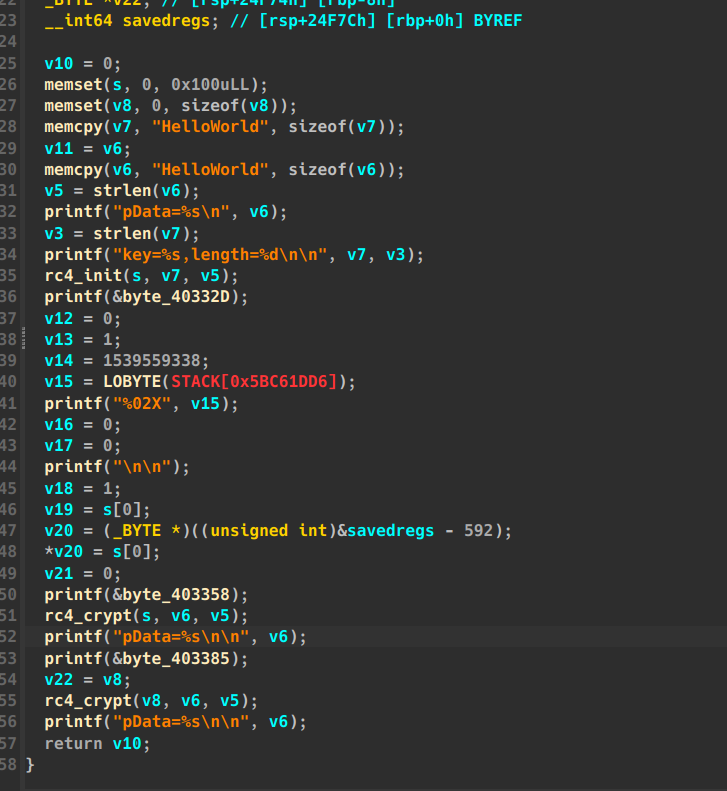 22 _BYTE *v22; // [rsp+24F74h] [rbp-8h]
23 __int64 savedregs; // [rsp+24F7Ch] [rbp+0h] BYREF
24
25 v10 = 0;
26 memset(s, 0, 0x100uLL);
27 memset(v8, 0, sizeof(v8));
28 memcpy(v7, "HelloWorld", sizeof(v7));
29 v11 = v6;
30 memcpy(v6, "HelloWorld", sizeof(v6));
31 v5 = strlen(v6);
32 printf("pData=%s\n", v6);
33 v3 = strlen(v7);
34 printf("key=%s,length=%d\n\n", v7, v3);
35 rc4_init(s, v7, v5);
36 printf(&byte_40332D);
37 v12 = 0;
38 v13 = 1;
39 v14 = 1539559338;
40 v15 = LOBYTE(STACK[0x5BC61DD6]);
41 printf("%02X", v15);
42 v16 = 0;
43 v17 = 0;
44 printf("\n\n");
45 v18 = 1;
46 v19 = s[0];
47 v20 = (_BYTE *)((unsigned int)&savedregs - 592);
48 *v20 = s[0];
49 v21 = 0;
50 printf(&byte_403358);
51 rc4_crypt(s, v6, v5);
52 printf("pData=%s\n\n", v6);
53 printf(&byte_403385);
54 v22 = v8;
55 rc4_crypt(v8, v6, v5);
56 printf("pData=%s\n\n", v6);
57 return v10;
58 }